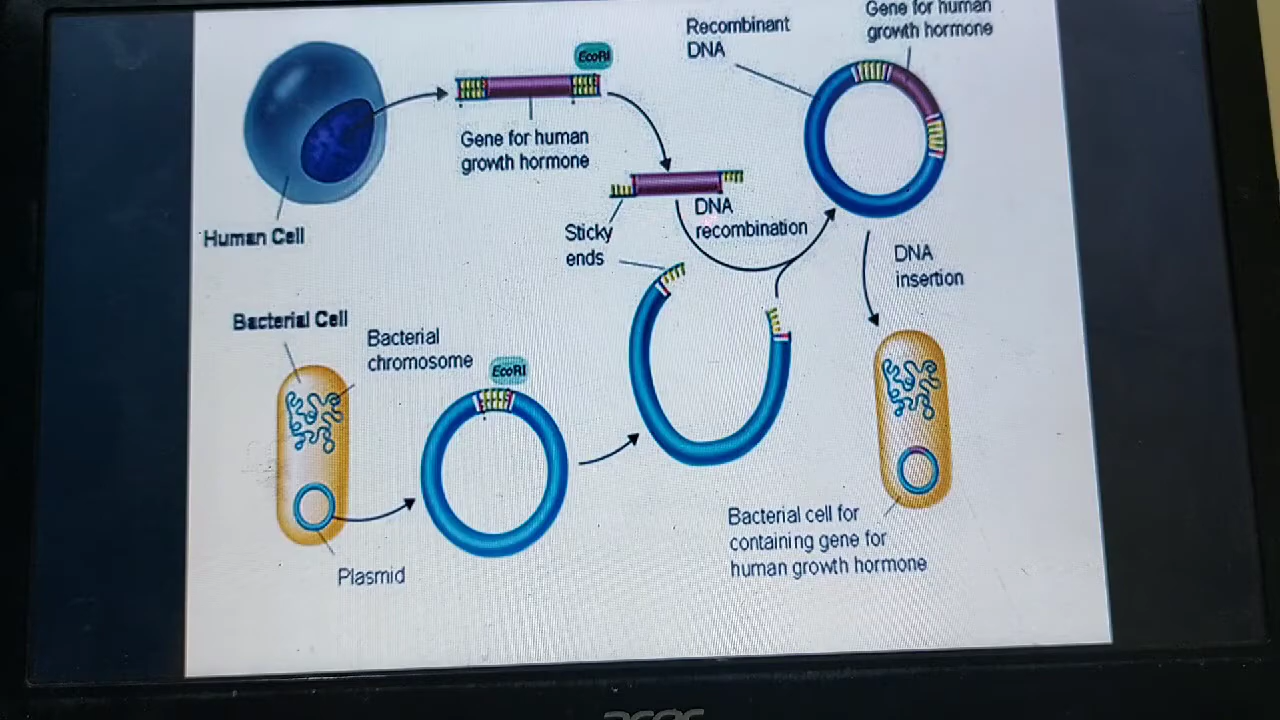 Gene for human
growth hormone
Recombinant
DNA
EcoRI
Gene for human
growth hormone
Human Cell
Sticky
ends
DNA
recombination
DNA
insertion
Bacterial Cell
Bacterial
chromosome
EcoRI
Plasmid
Bacterial cell for
containing gene for
human growth hormone
acer